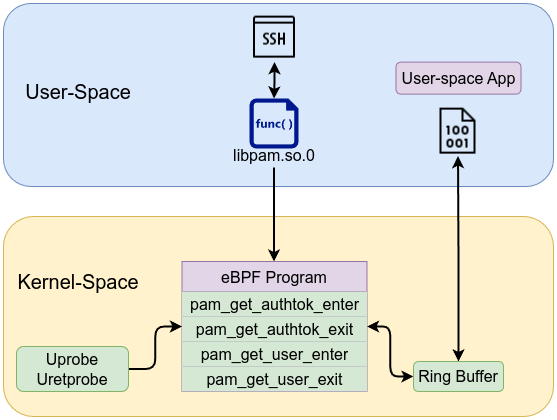 SSH
User-Space
User-space App
func( )
100
001
libpam.so.0
Kernel-Space
eBPF Program
pam_get_authtok_enter
pam_get_authtok_exit
pam_get_user_enter
pam_get_user_exit
Uprobe
Uretprobe
Ring Buffer